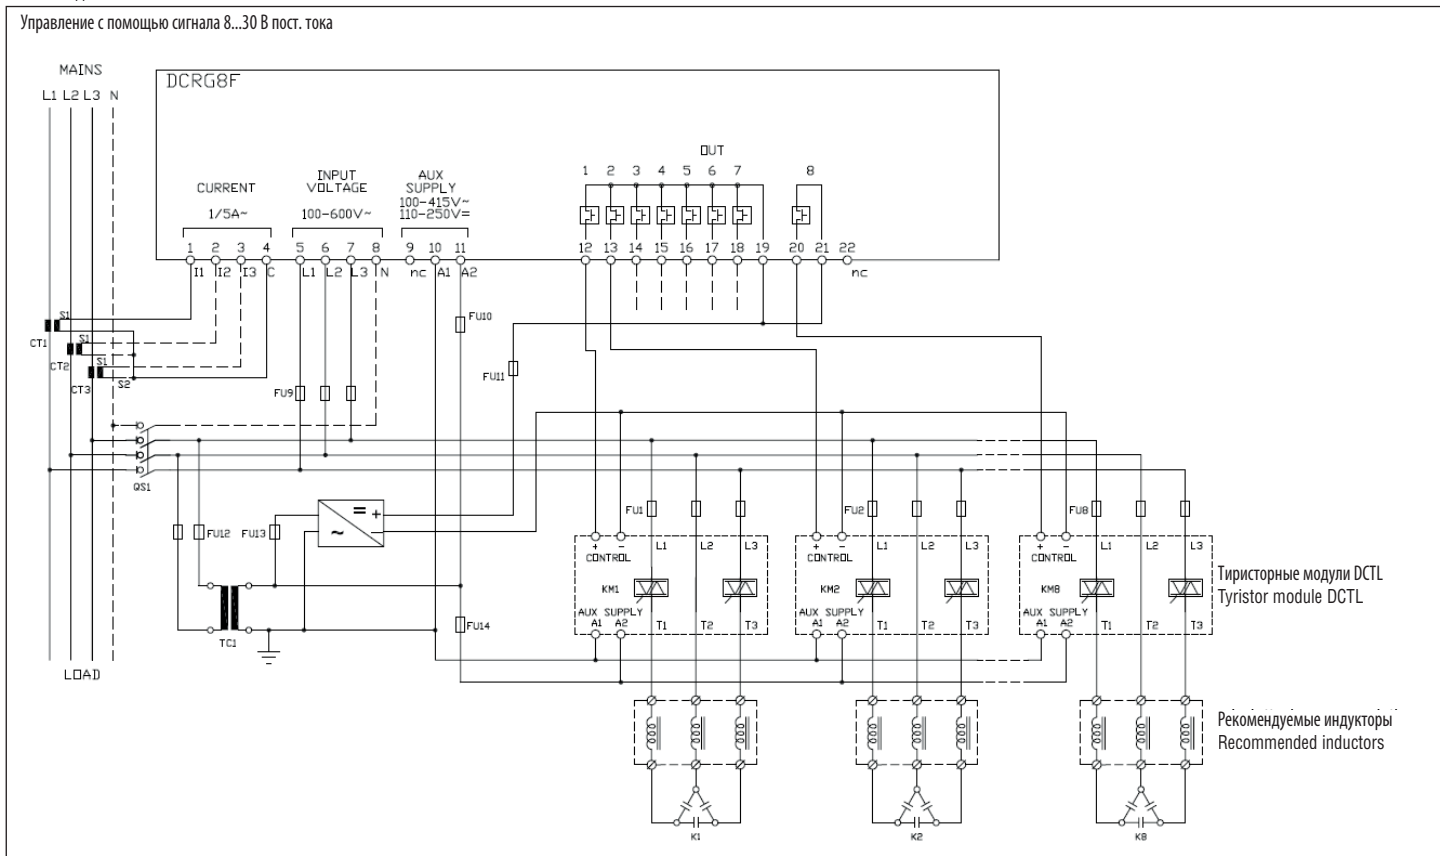 Управление с помощью сигнала 8...30 В пост. тока
MAINS
L1 L2 L3 N
DCRG8F
OUT
1 2 3 4 5 6 7 8
CURRENT
1/5A~
INPUT
VOLTAGE
100-600V~
AUX
SUPPLY
100-415V~
110-250V=
1 2 3 4 5 6 7 8 9 10 11 12 13 14 15 16 17 18 19 20 21 22
I1 I2 I3 C L1 L2 L3 N nc A1 A2 nc
S1
CT1
S1
CT2
S1
CT3
S2
FU10
FU11
FU9
QS1
FU12
FU13
= +
~ –
TC1
FU14
LOAD
FU1
FU2
FU8
+ – L1 L2 L3
CONTROL
KM1
AUX SUPPLY
A1 A2 T1 T2 T3
+ – L1 L2 L3
CONTROL
KM2
AUX SUPPLY
A1 A2 T1 T2 T3
+ – L1 L2 L3
CONTROL
KM8
AUX SUPPLY
A1 A2 T1 T2 T3
Тиристорные модули DCTL
Tyristor module DCTL
Рекомендуемые индукторы
Recommended inductors
K1
K2
K8